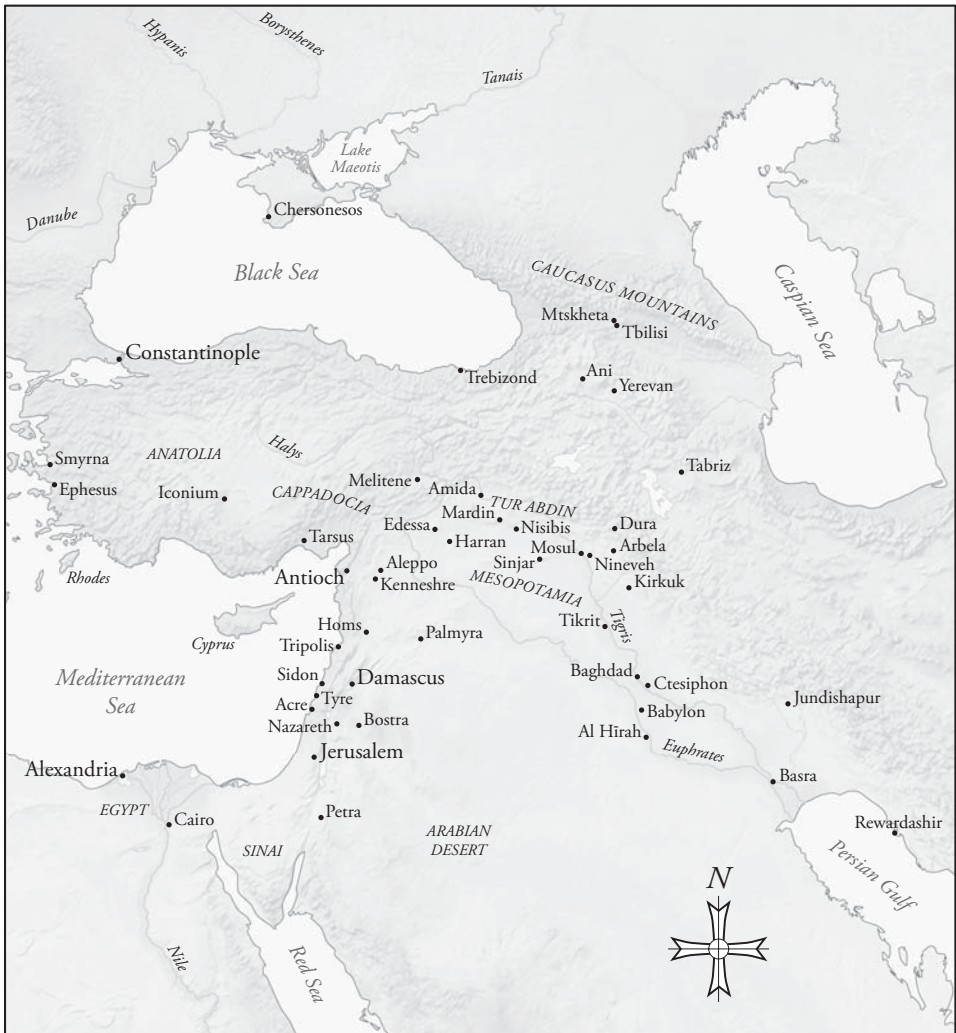 Hypanis
Borysthenes
Tanais
Lake
Maeotis
Danube
Chersonesos
Black Sea
CAUCASUS MOUNTAINS
Caspian Sea
Mtskheta
Tbilisi
Constantinople
Trebizond
Ani
Yerevan
Smyrna
ANATOLIA
Halys
Tabriz
Ephesus
Iconium
CAPPADOCIA
Melitene
Amida
TUR ABDIN
Mardin
Edessa
Nisibis
Dura
Tarsus
Harran
Mosul
Arbela
Sinjar
Nineveh
Rhodes
Antioch
Aleppo
Kenneshre
MESOPOTAMIA
Kirkuk
Cyprus
Homs
Palmyra
Tikrit
Tigris
Tripolis
Mediterranean
Sea
Sidon
Damascus
Baghdad
Ctesiphon
Tyre
Jundishapur
Acre
Nazareth
Bostra
Babylon
Al Hīrah
Jerusalem
Euphrates
Alexandria
Basra
EGYPT
Cairo
Petra
ARABIAN
DESERT
Rewardashir
SINAI
Persian Gulf
N
Nile
Red Sea